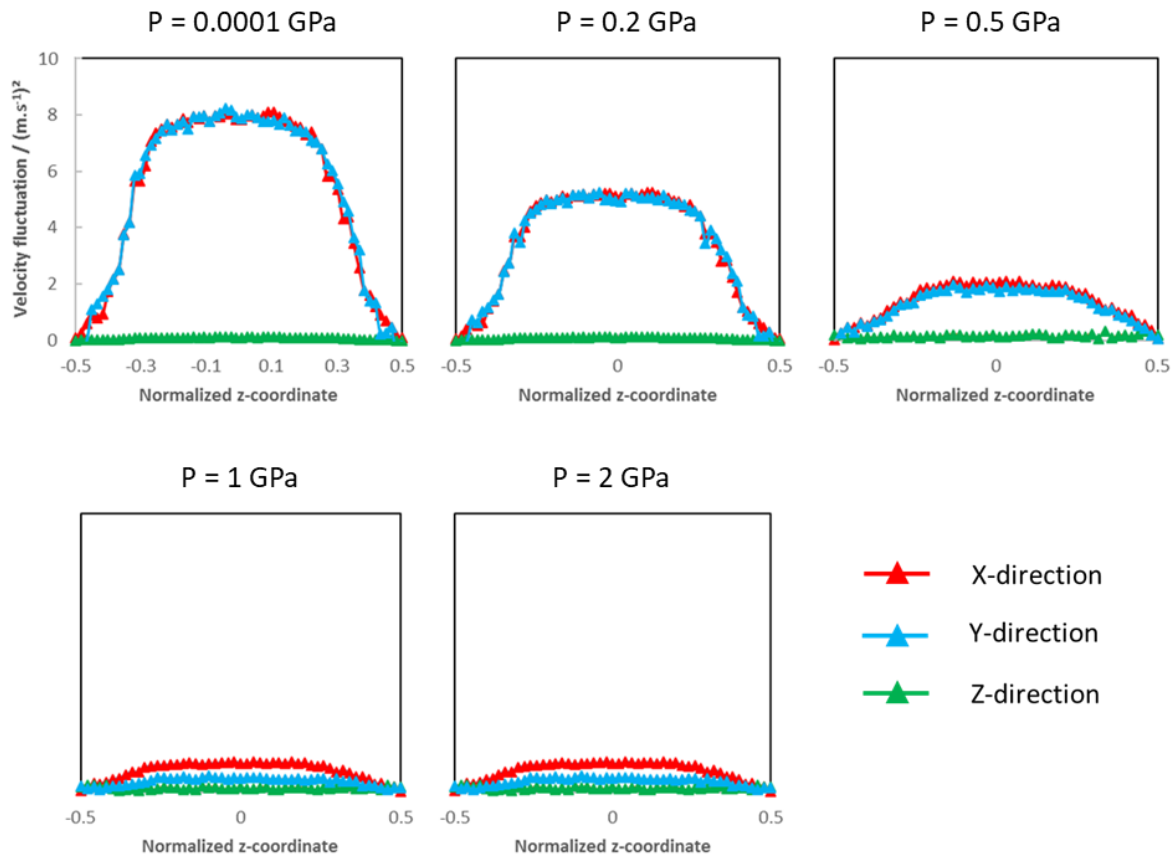 P = 0.0001 GPa
P = 0.2 GPa
P = 0.5 GPa
Velocity fluctuation / (m.s⁻¹)²
10
8
6
4
2
0
-0.5 -0.3 -0.1 0.1 0.3 0.5
Normalized z-coordinate
-0.5 0 0.5
Normalized z-coordinate
-0.5 0 0.5
Normalized z-coordinate
P = 1 GPa
P = 2 GPa
-0.5 0 0.5
Normalized z-coordinate
-0.5 0 0.5
Normalized z-coordinate
X-direction
Y-direction
Z-direction